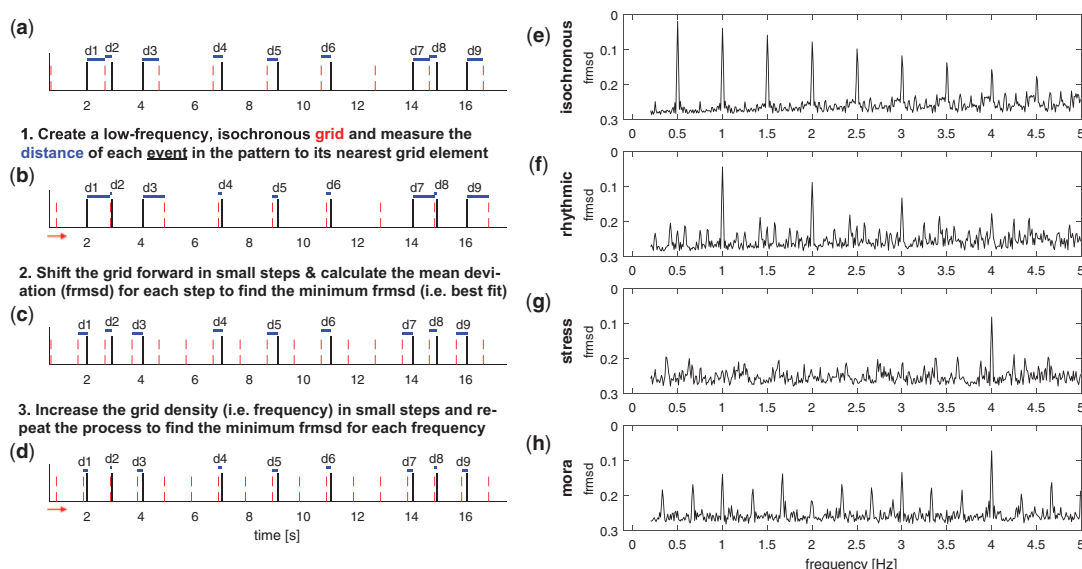 (a)
d1 d2 d3 d4 d5 d6 d7 d8 d9
2 4 6 8 10 12 14 16
1. Create a low-frequency, isochronous grid and measure the
distance of each event in the pattern to its nearest grid element
(b)
d1 d2 d3 d4 d5 d6 d7 d8 d9
2 4 6 8 10 12 14 16
2. Shift the grid forward in small steps & calculate the mean devi-
ation (frmsd) for each step to find the minimum frmsd (i.e. best fit)
(c)
d1 d2 d3 d4 d5 d6 d7 d8 d9
2 4 6 8 10 12 14 16
3. Increase the grid density (i.e. frequency) in small steps and re-
peat the process to find the minimum frmsd for each frequency
(d)
d1 d2 d3 d4 d5 d6 d7 d8 d9
2 4 6 8 10 12 14 16
time [s]
(e)
isochronous
frmsd
0
0.1
0.2
0.3
0 0.5 1 1.5 2 2.5 3 3.5 4 4.5 5
(f)
rhythmic
frmsd
0
0.1
0.2
0.3
0 0.5 1 1.5 2 2.5 3 3.5 4 4.5 5
(g)
stress
frmsd
0
0.1
0.2
0.3
0 0.5 1 1.5 2 2.5 3 3.5 4 4.5 5
(h)
mora
frmsd
0
0.1
0.2
0.3
0 0.5 1 1.5 2 2.5 3 3.5 4 4.5 5
frequency [Hz]